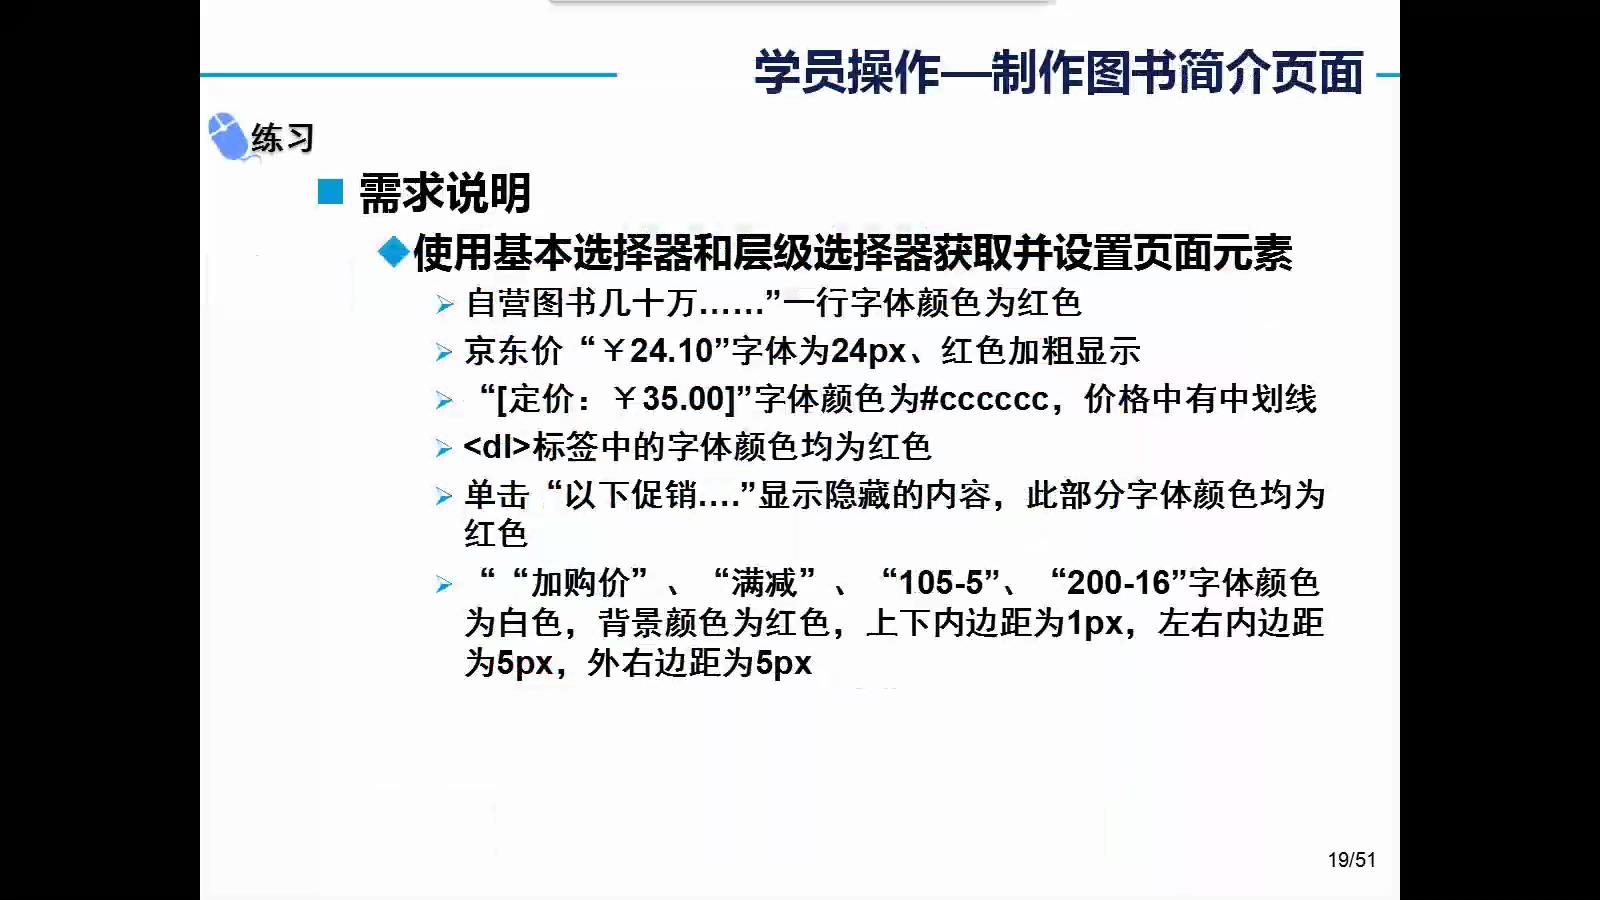 学员操作—制作图书简介页面
练习
需求说明
使用基本选择器和层级选择器获取并设置页面元素
自营图书几十万……”一行字体颜色为红色
京东价“￥24.10”字体为24px、红色加粗显示
“[定价：￥35.00]”字体颜色为#cccccc，价格中有中划线
<dl>标签中的字体颜色均为红色
单击“以下促销….”显示隐藏的内容，此部分字体颜色均为
红色
““加购价”、“满减”、“105-5”、“200-16”字体颜色
为白色，背景颜色为红色，上下内边距为1px，左右内边距
为5px，外右边距为5px
19/51